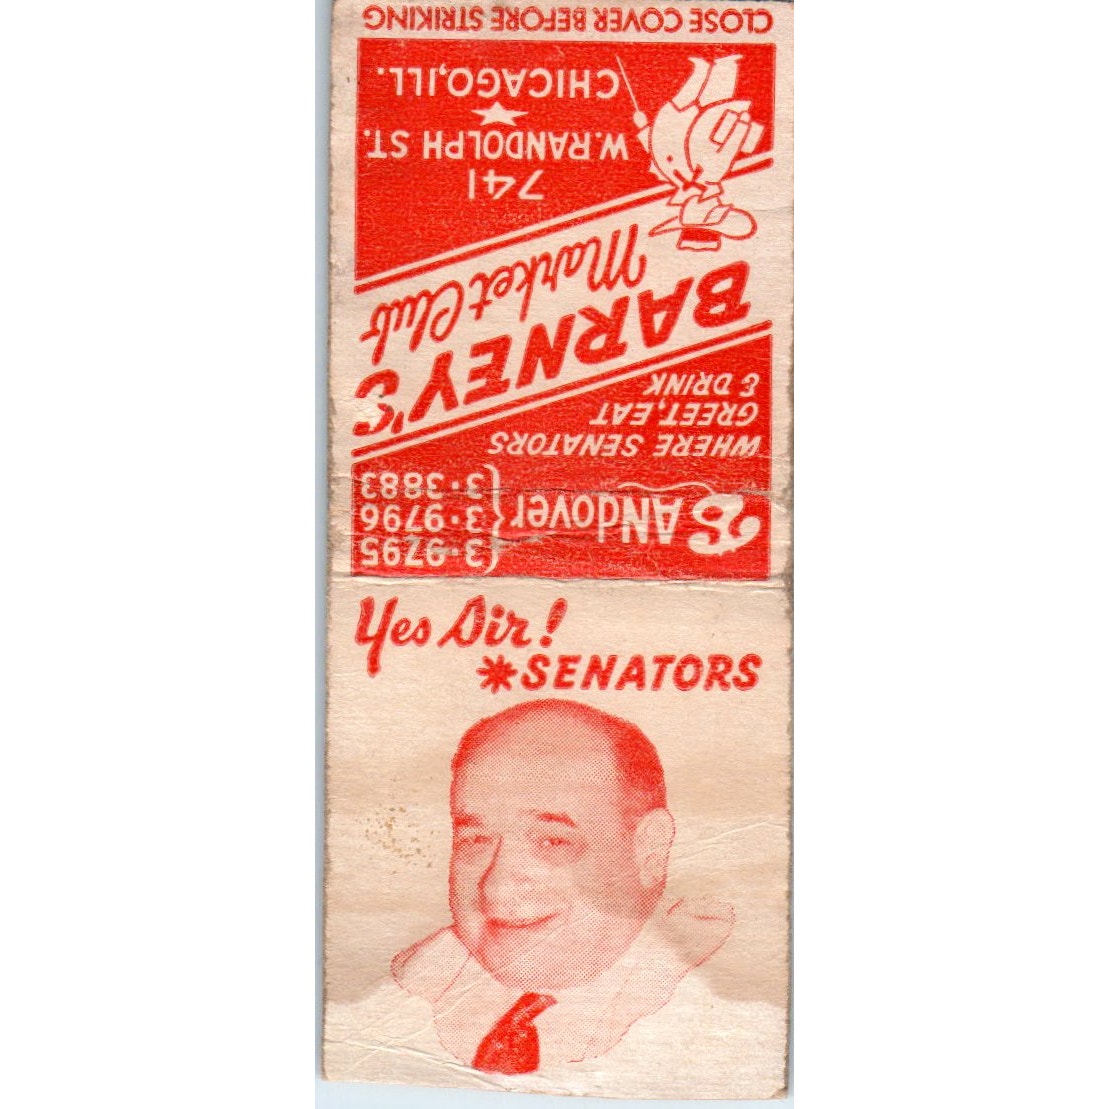 Yes Sir!
*SENATORS
ANdover { 3·9795
3·9796
3·3883
WHERE SENATORS
GREET, EAT
& DRINK
BARNEY'S
Market Club
741
W. RANDOLPH ST.
CHICAGO, ILL.
CLOSE COVER BEFORE STRIKING